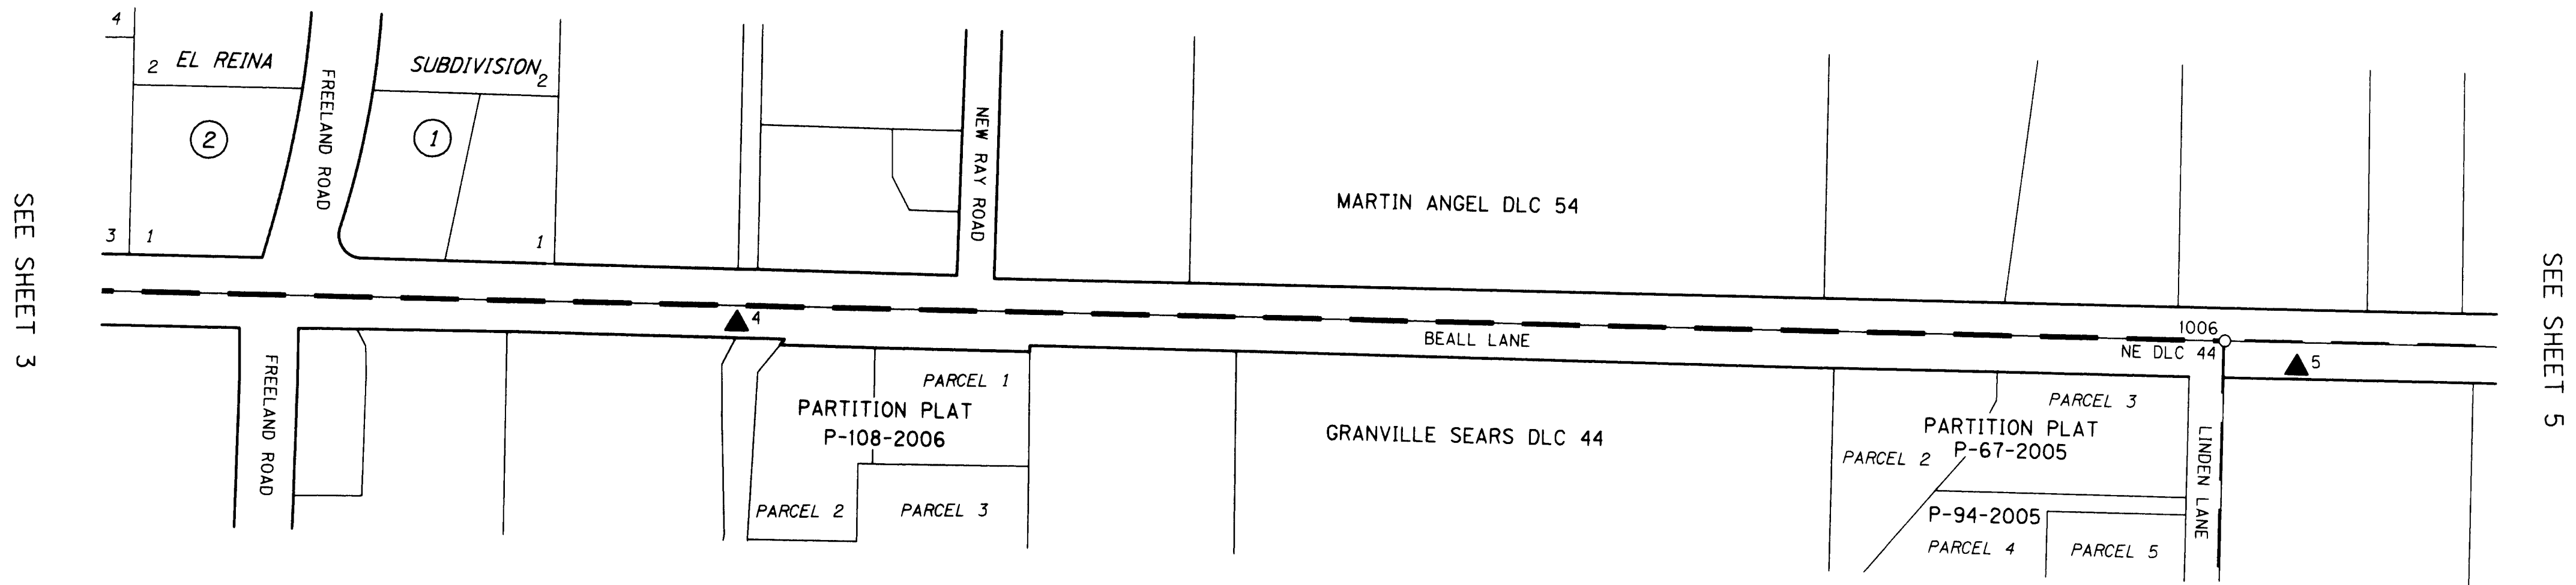 SEE SHEET 3
4
2 EL REINA
SUBDIVISION 2
2
1
FREELAND ROAD
3 1
1
NEW RAY ROAD
MARTIN ANGEL DLC 54
SEE SHEET 5
4
BEALL LANE
1006
NE DLC 44
5
FREELAND ROAD
PARCEL 1
PARTITION PLAT
P-108-2006
PARCEL 2
PARCEL 3
GRANVILLE SEARS DLC 44
PARCEL 3
PARTITION PLAT
PARCEL 2
P-67-2005
LINDEN LANE
P-94-2005
PARCEL 4
PARCEL 5